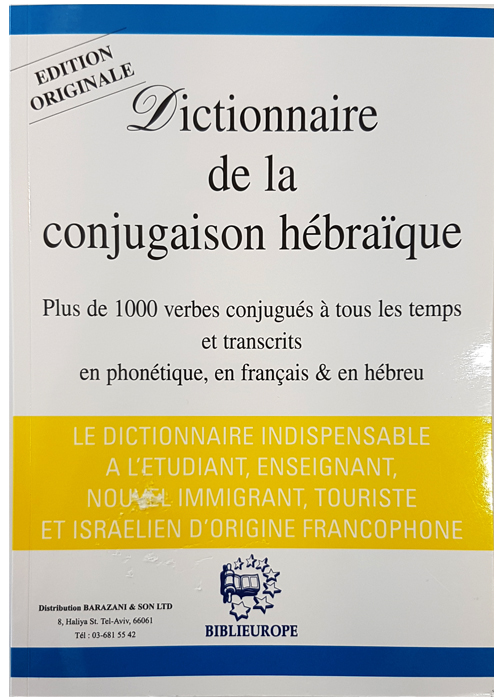 EDITION
ORIGINALE
Dictionnaire
de la
conjugaison hébraïque
Plus de 1000 verbes conjugués à tous les temps
et transcrits
en phonétique, en français & en hébreu
LE DICTIONNAIRE INDISPENSABLE
A L'ETUDIANT, ENSEIGNANT,
NOUVEL IMMIGRANT, TOURISTE
ET ISRAELIEN D'ORIGINE FRANCOPHONE
Distribution BARAZANI & SON LTD
8, Haliya St. Tel-Aviv, 66061
Tél : 03-681 55 42
BIBLIEUROPE